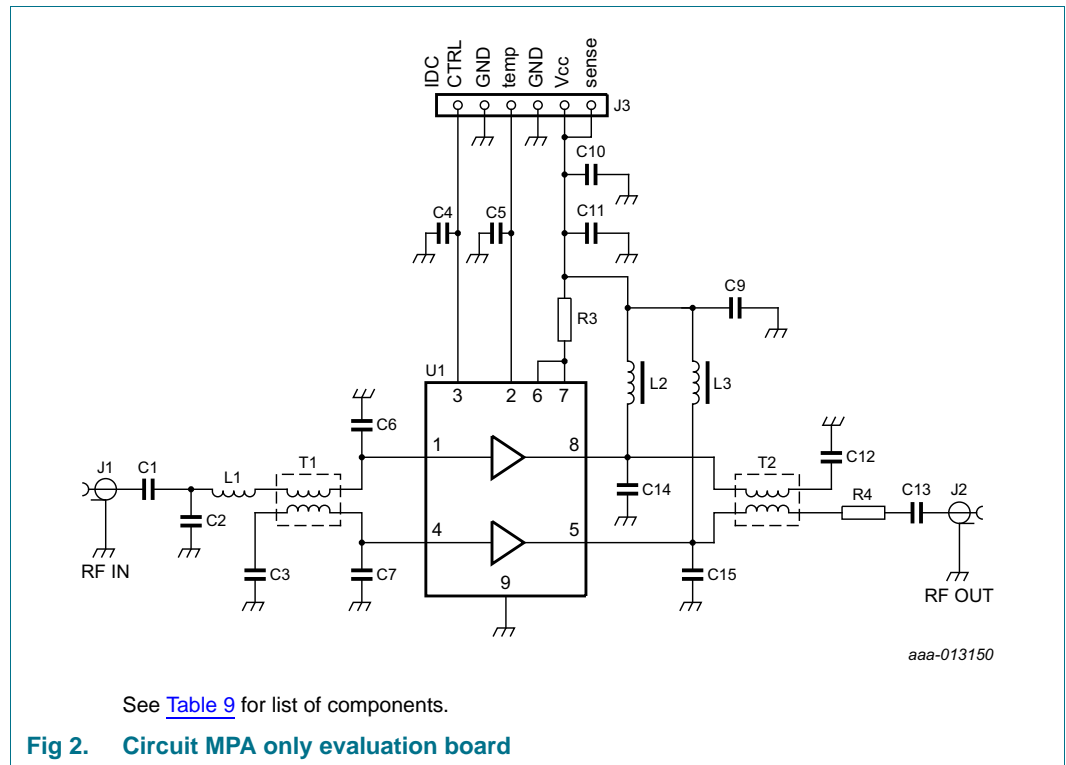 IDC
CTRL
GND
temp
GND
Vcc
sense
J3
C10
C4
C5
C11
C9
R3
U1
L2
L3
3
2
6
7
C6
1
8
C12
J1
C1
L1
T1
T2
R4
C13
J2
C14
C2
4
5
C3
C7
9
C15
RF IN
RF OUT
aaa-013150
See Table 9 for list of components.
Fig 2. Circuit MPA only evaluation board